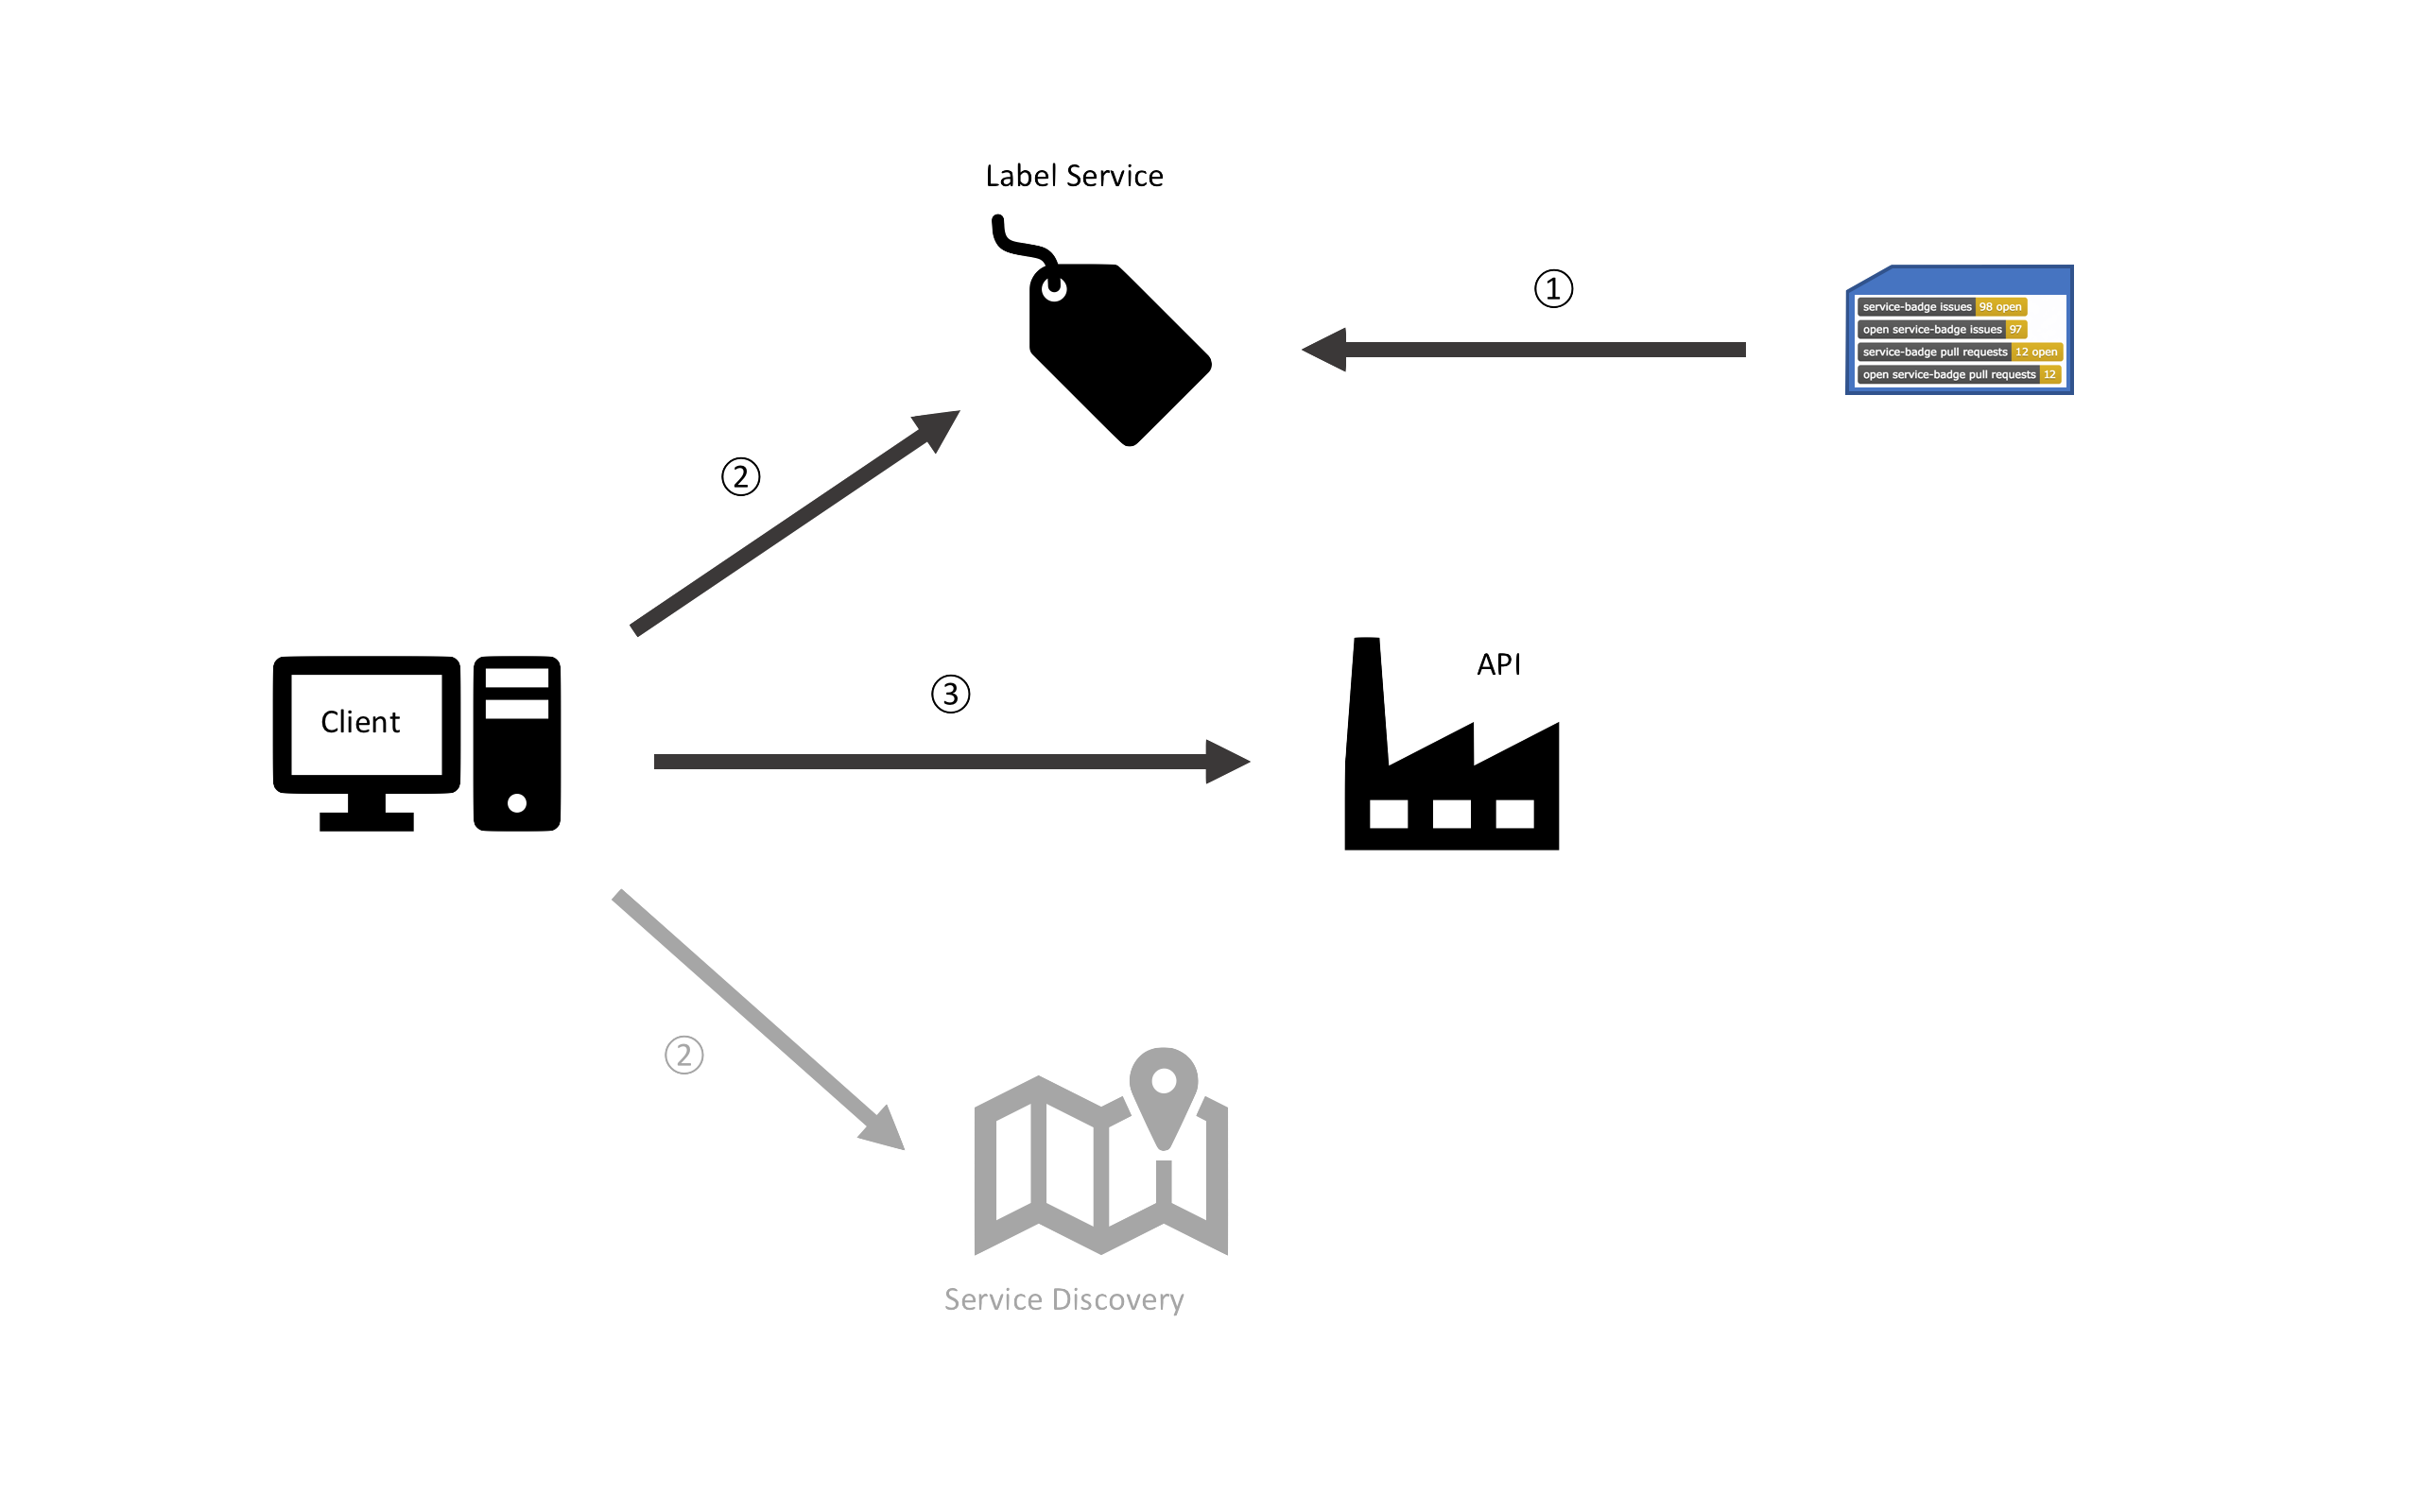 Label Service
①
service-badge issues 98 open
open service-badge issues 97
service-badge pull requests 12 open
open service-badge pull requests 12
②
Client
③
API
②
Service Discovery